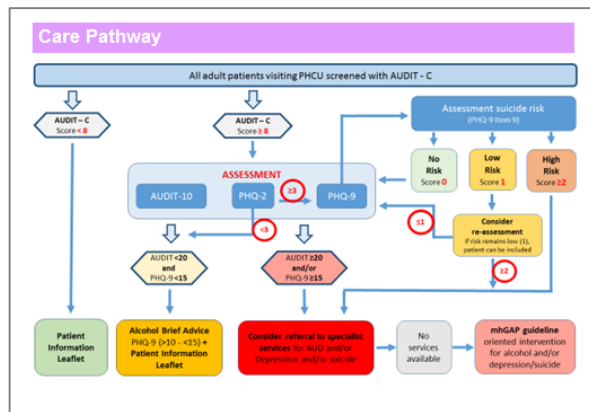 Care Pathway
All adult patients visiting PHCU screened with AUDIT - C
AUDIT – C
Score < 8
AUDIT – C
Score ≥ 8
Assessment suicide risk
(PHQ-9 Item 9)
No
Risk
Score 0
Low
Risk
Score 1
High
Risk
Score ≥2
ASSESSMENT
AUDIT-10
PHQ-2
≥3
PHQ-9
<3
≤1
Consider
re-assessment
If risk remains low (1),
patient can be included
≥2
AUDIT <20
and
PHQ-9 <15
AUDIT ≥20
and/or
PHQ-9 ≥15
Patient
Information
Leaflet
Alcohol Brief Advice
PHQ-9 (>10 - <15) +
Patient Information
Leaflet
Consider referral to specialist
services for AUD and/or
Depression and/or suicide
No
services
available
mhGAP guideline
oriented intervention
for alcohol and/or
depression/suicide